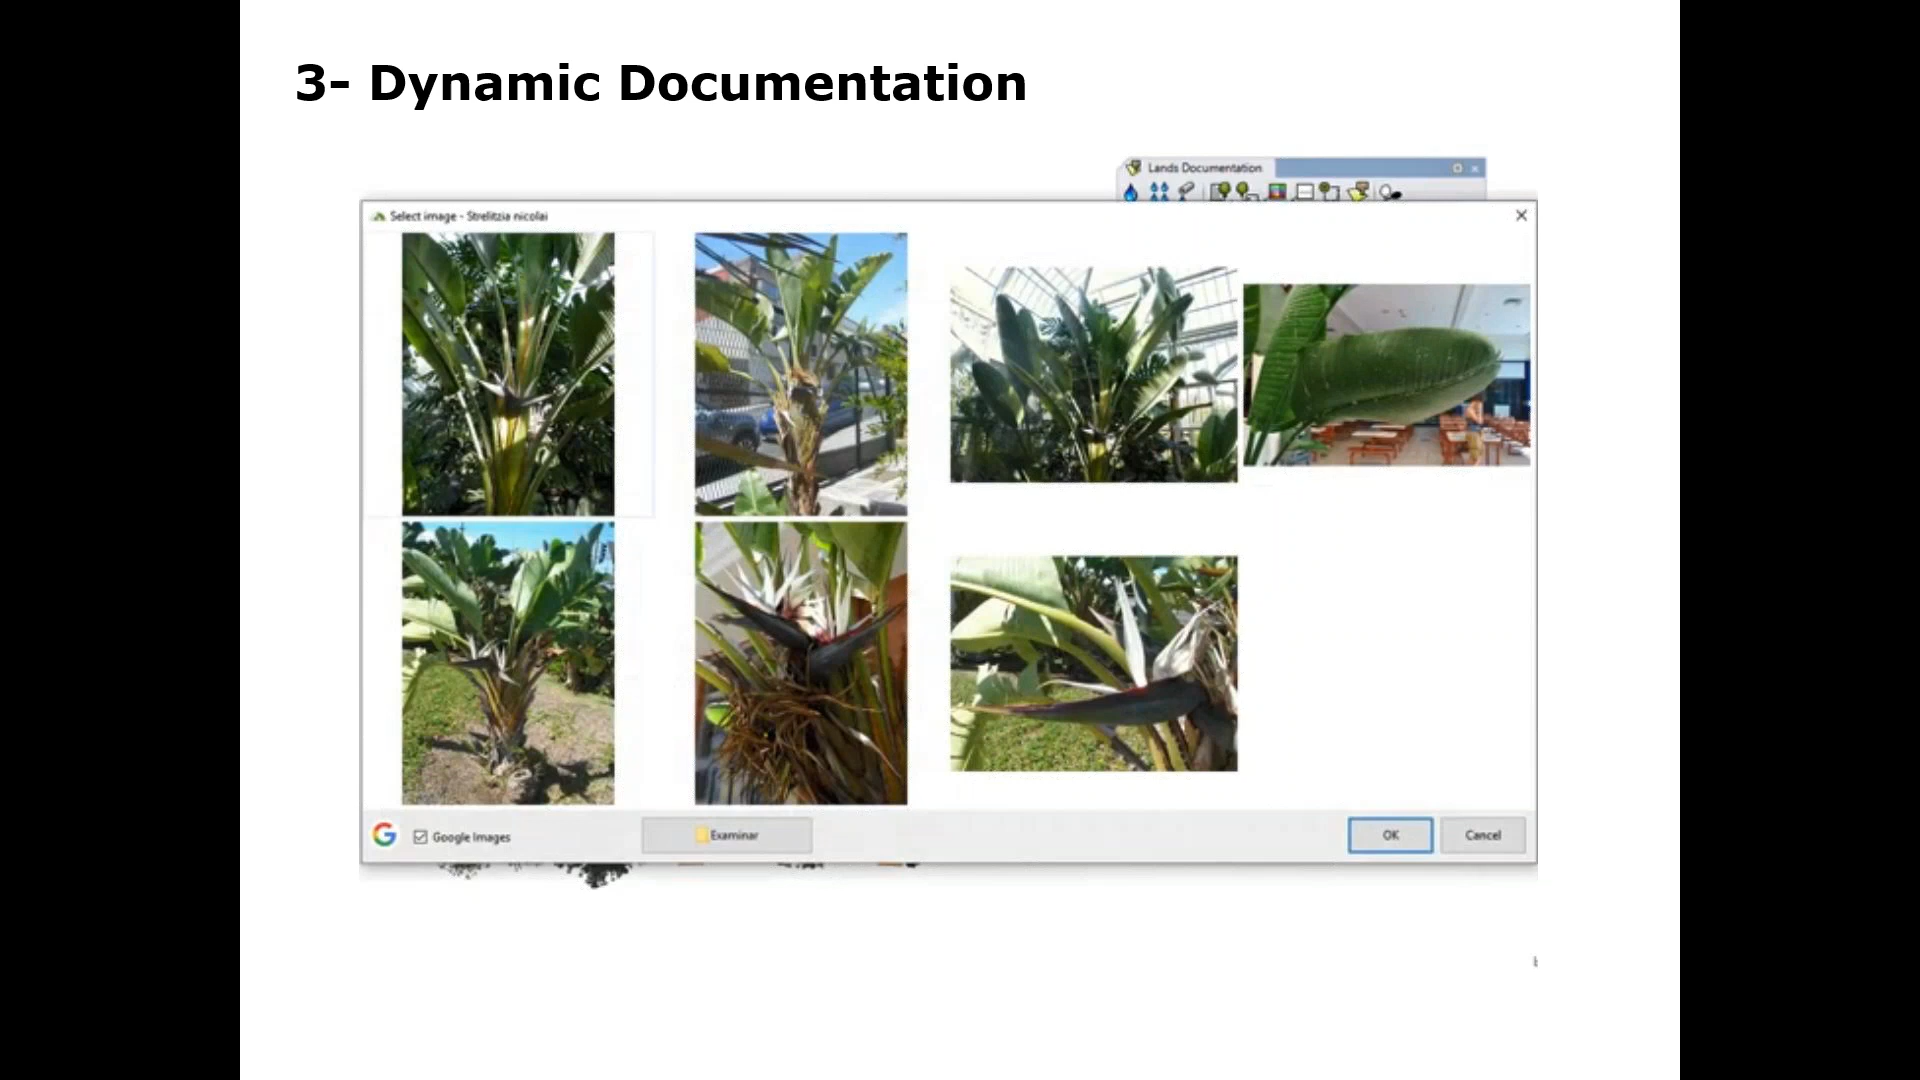 3- Dynamic Documentation
Lands Documentation
Select image - Strelitzia nicolai
Google Images
Examinar
OK
Cancel